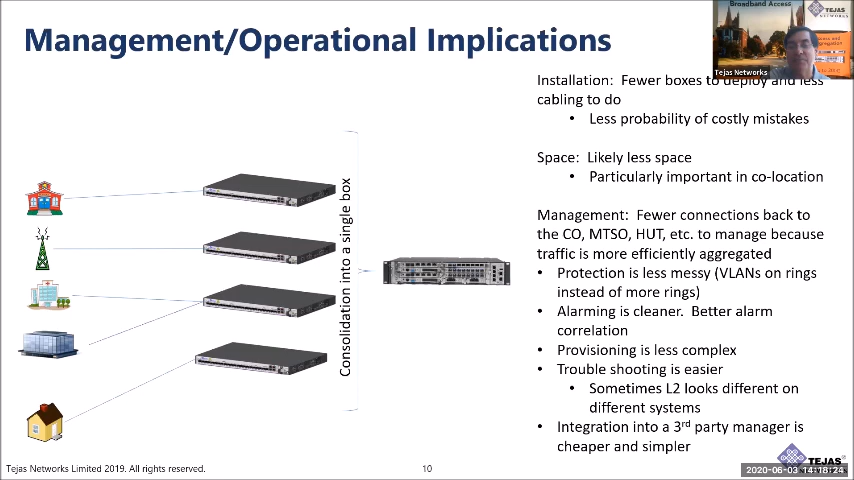 Management/Operational Implications
Broadband Access
TEJAS
NETWORKS
Tejas Networks
Installation: Fewer boxes to deploy and less
cabling to do
• Less probability of costly mistakes
Space: Likely less space
• Particularly important in co-location
Management: Fewer connections back to
the CO, MTSO, HUT, etc. to manage because
traffic is more efficiently aggregated
• Protection is less messy (VLANs on rings
instead of more rings)
• Alarming is cleaner. Better alarm
correlation
• Provisioning is less complex
• Trouble shooting is easier
• Sometimes L2 looks different on
different systems
• Integration into a 3rd party manager is
cheaper and simpler
Consolidation into a single box
Tejas Networks Limited 2019. All rights reserved.
10
TEJAS
2020-06-03 14:18:24